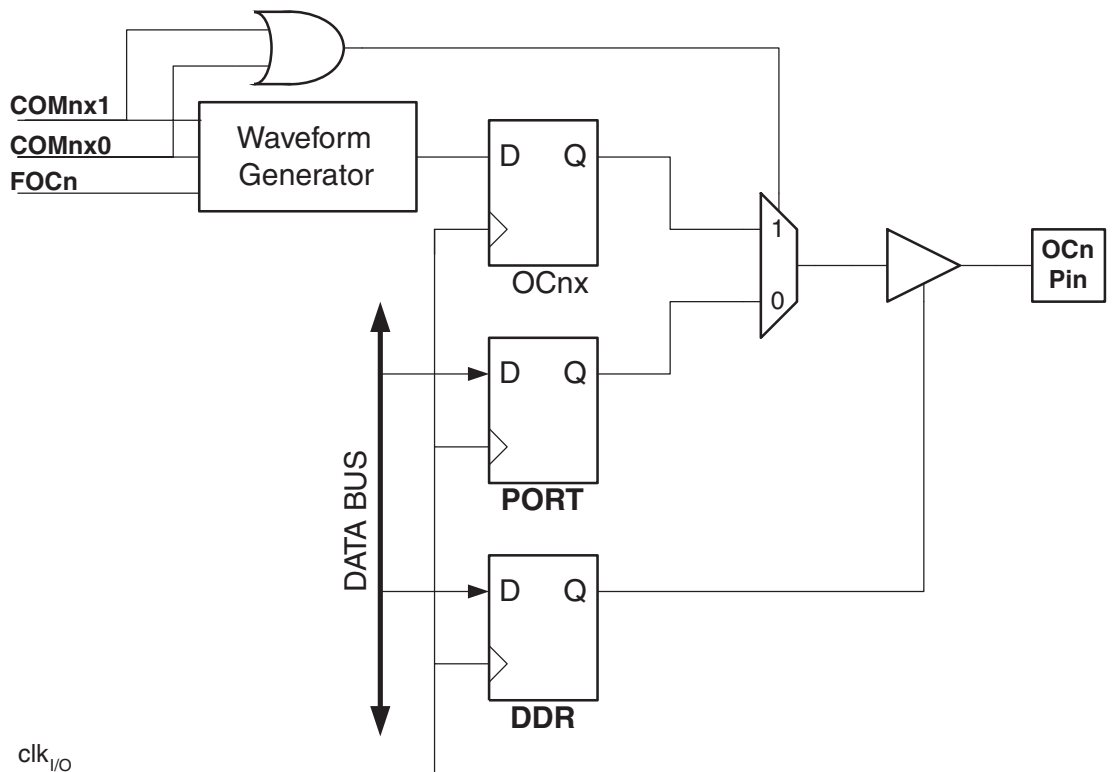 COMnx1
COMnx0
FOCn
Waveform
Generator
D Q
OCnx
1
0
OCn
Pin
D Q
PORT
DATA BUS
D Q
DDR
clkI/O